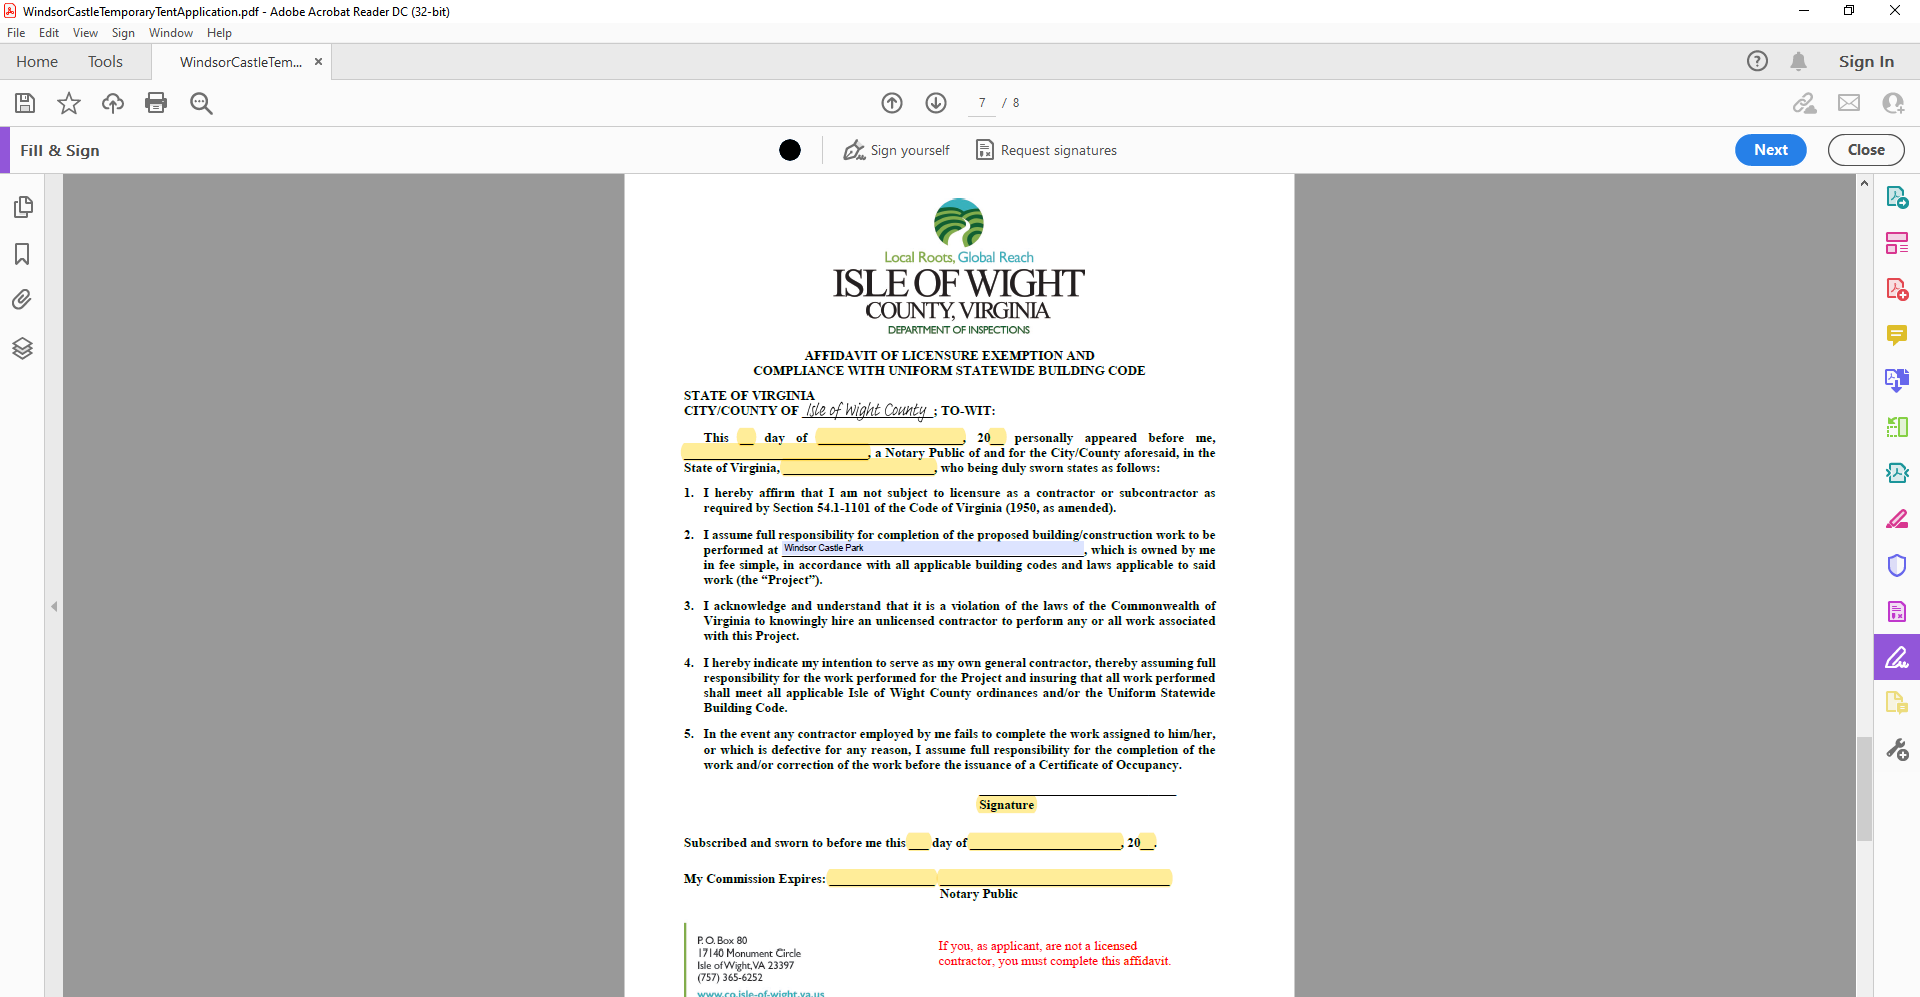 WindsorCastleTemporaryTentApplication.pdf - Adobe Acrobat Reader DC (32-bit)
File Edit View Sign Window Help
Home Tools WindsorCastleTem... × Sign In
7 / 8
Fill & Sign Sign yourself Request signatures Next Close
Local Roots, Global Reach
ISLE OF WIGHT
COUNTY, VIRGINIA
DEPARTMENT OF INSPECTIONS
AFFIDAVIT OF LICENSURE EXEMPTION AND
COMPLIANCE WITH UNIFORM STATEWIDE BUILDING CODE
STATE OF VIRGINIA
CITY/COUNTY OF Isle of Wight County ; TO-WIT:
This __ day of ____________________, 20__ personally appeared before me,
_________________________, a Notary Public of and for the City/County aforesaid, in the
State of Virginia, ____________________, who being duly sworn states as follows:
1. I hereby affirm that I am not subject to licensure as a contractor or subcontractor as
required by Section 54.1-1101 of the Code of Virginia (1950, as amended).
2. I assume full responsibility for completion of the proposed building/construction work to be
performed at Windsor Castle Park, which is owned by me
in fee simple, in accordance with all applicable building codes and laws applicable to said
work (the “Project”).
3. I acknowledge and understand that it is a violation of the laws of the Commonwealth of
Virginia to knowingly hire an unlicensed contractor to perform any or all work associated
with this Project.
4. I hereby indicate my intention to serve as my own general contractor, thereby assuming full
responsibility for the work performed for the Project and insuring that all work performed
shall meet all applicable Isle of Wight County ordinances and/or the Uniform Statewide
Building Code.
5. In the event any contractor employed by me fails to complete the work assigned to him/her,
or which is defective for any reason, I assume full responsibility for the completion of the
work and/or correction of the work before the issuance of a Certificate of Occupancy.
Signature
Subscribed and sworn to before me this ___ day of ____________________, 20__.
My Commission Expires: ______________ ______________________________
Notary Public
P. O. Box 80
17140 Monument Circle
Isle of Wight, VA 23397
(757) 365-6252
www.co.isle-of-wight.va.us
If you, as applicant, are not a licensed
contractor, you must complete this affidavit.